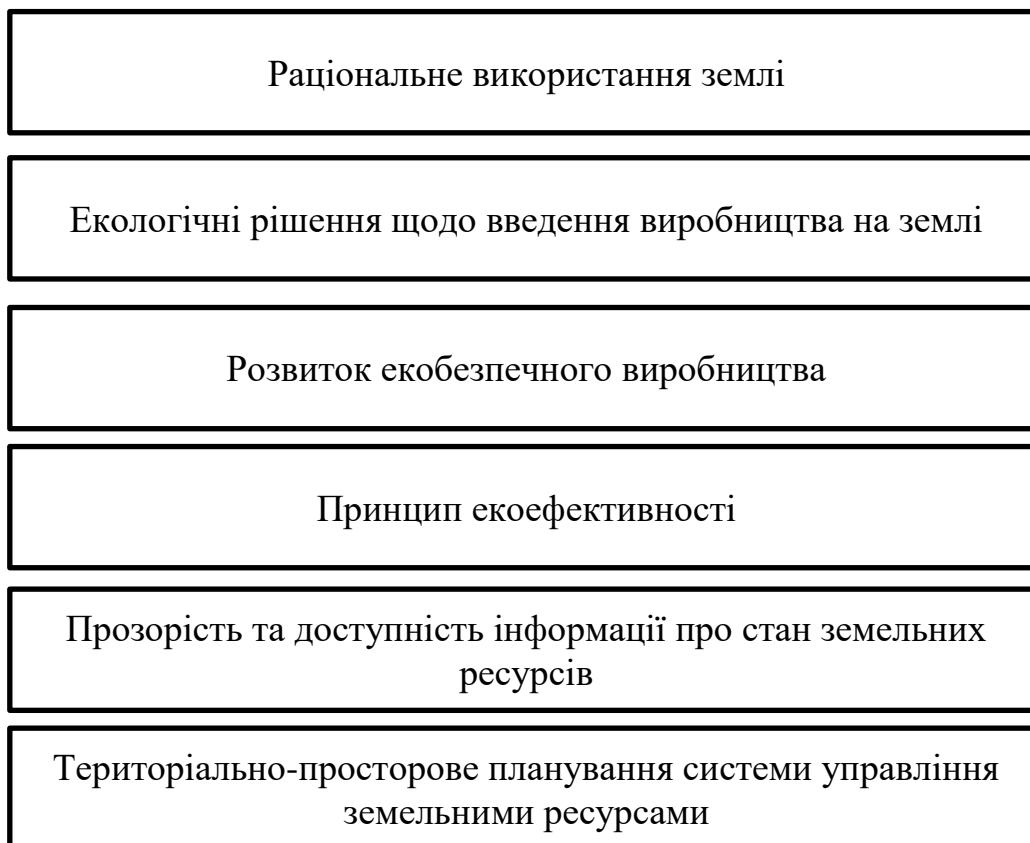 Раціональне використання землі
Екологічні рішення щодо введення виробництва на землі
Розвиток екобезпечного виробництва
Принцип екоефективності
Прозорість та доступність інформації про стан земельних
ресурсів
Територіально-просторове планування системи управління
земельними ресурсами